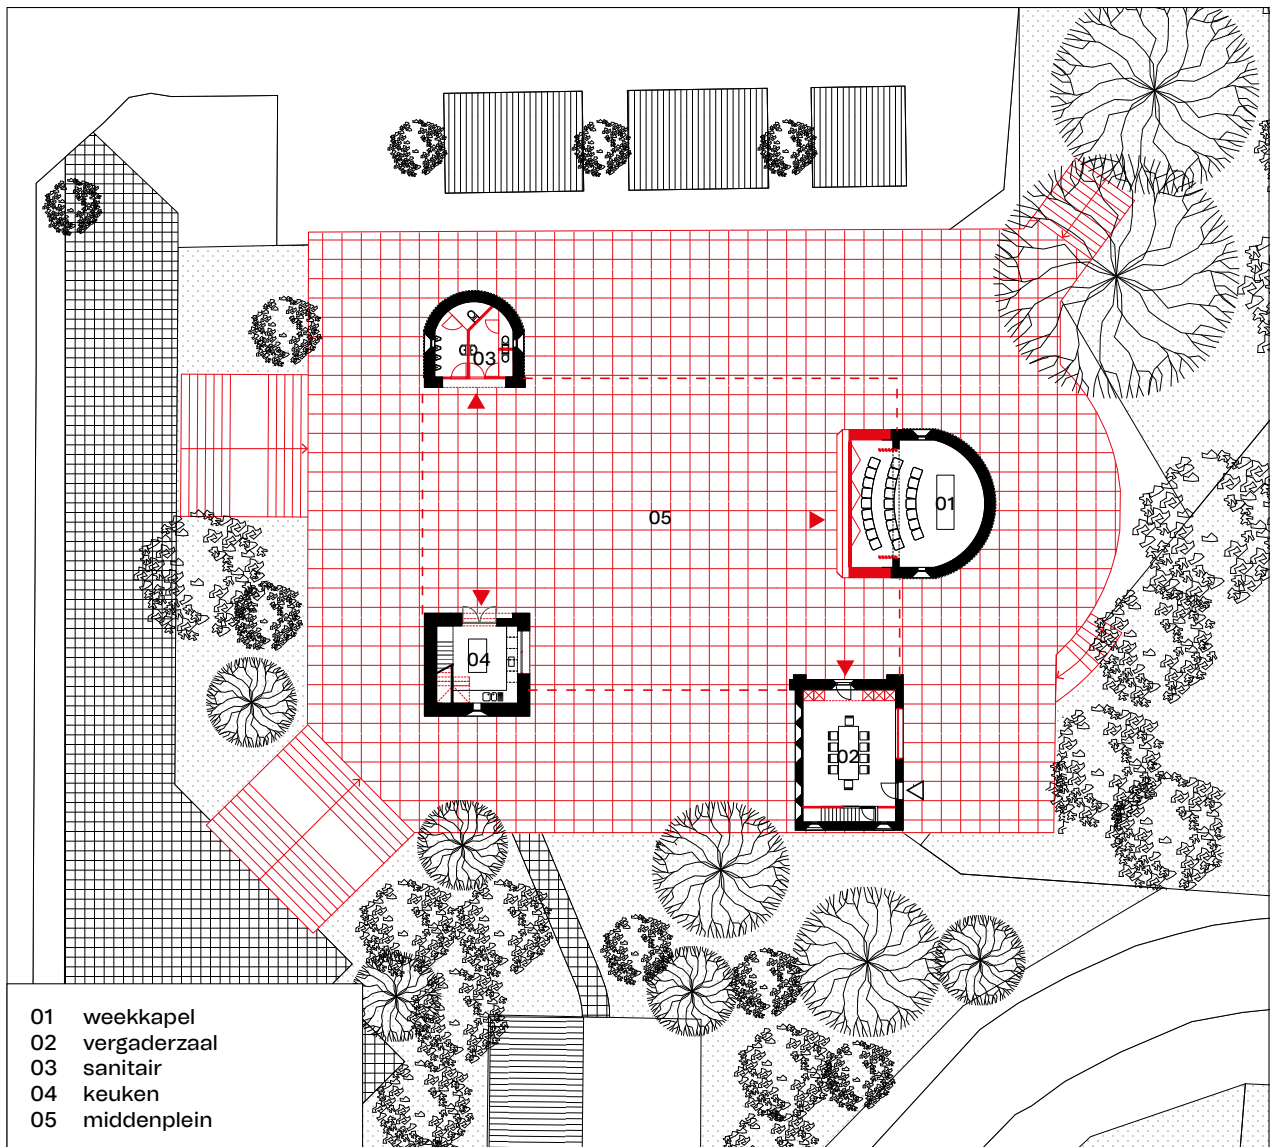 03
01
05
04
02
01 weekkapel
02 vergaderzaal
03 sanitair
04 keuken
05 middenplein